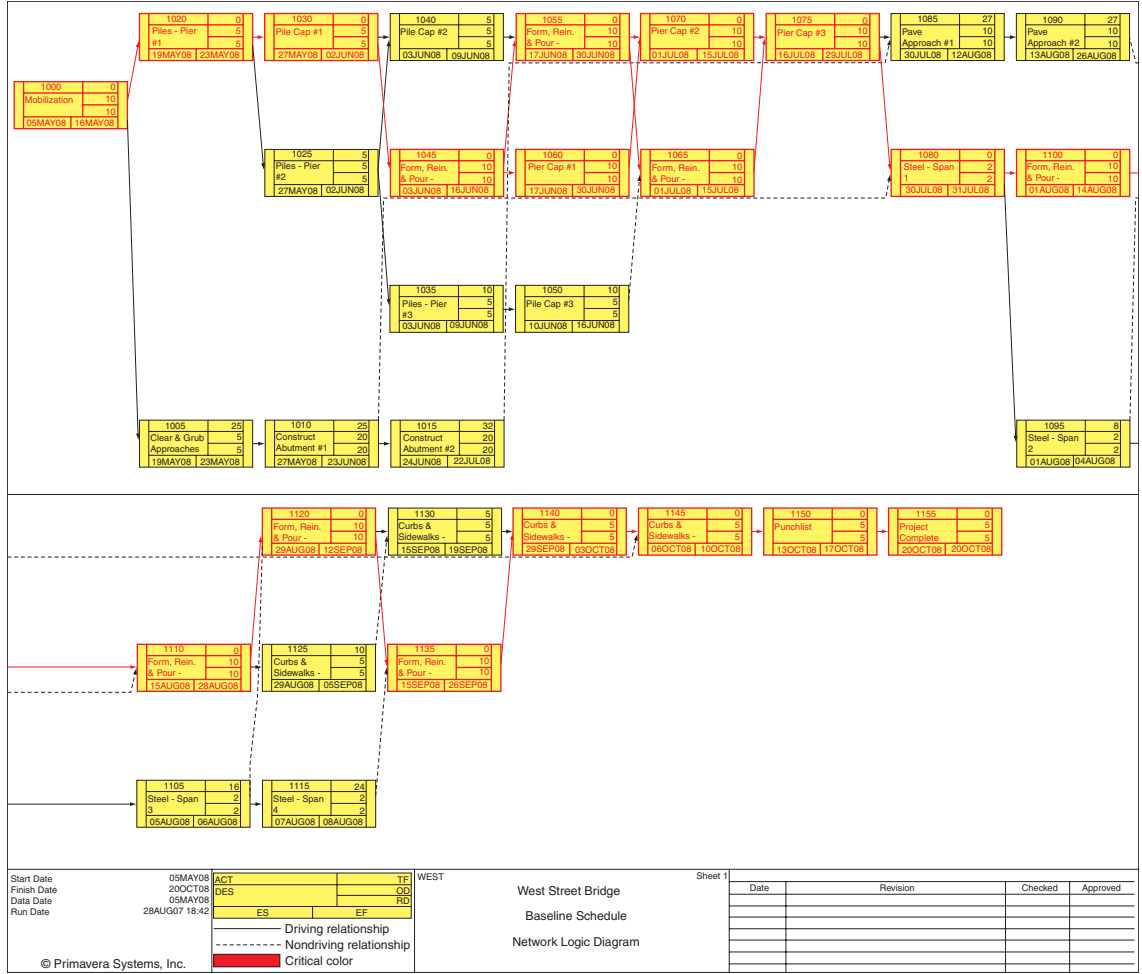 1020 0
Piles - Pier 5
#1 5
19MAY08 23MAY08
1030 0
Pile Cap #1 5
5
27MAY08 02JUN08
1040 5
Pile Cap #2 5
5
03JUN08 09JUN08
1055 0
Form, Rein. 10
& Pour - 10
17JUN08 30JUN08
1070 0
Pier Cap #2 10
10
01JUL08 15JUL08
1075 0
Pier Cap #3 10
10
16JUL08 29JUL08
1085 27
Pave 10
Approach #1 10
30JUL08 12AUG08
1090 27
Pave 10
Approach #2 10
13AUG08 26AUG08
1000 0
Mobilization 10
10
05MAY08 16MAY08
1025 5
Piles - Pier 5
#2 5
27MAY08 02JUN08
1045 0
Form, Rein. 10
& Pour - 10
03JUN08 16JUN08
1060 0
Pier Cap #1 10
10
17JUN08 30JUN08
1065 0
Form, Rein. 10
& Pour - 10
01JUL08 15JUL08
1080 0
Steel - Span 2
1 2
30JUL08 31JUL08
1100 0
Form, Rein. 10
& Pour - 10
01AUG08 14AUG08
1035 10
Piles - Pier 5
#3 5
03JUN08 09JUN08
1050 10
Pile Cap #3 5
5
10JUN08 16JUN08
1005 25
Clear & Grub 5
Approaches 5
19MAY08 23MAY08
1010 25
Construct 20
Abutment #1 20
27MAY08 23JUN08
1015 32
Construct 20
Abutment #2 20
24JUN08 22JUL08
1095 8
Steel - Span 2
2 2
01AUG08 04AUG08
1120 0
Form, Rein. 10
& Pour - 10
29AUG08 12SEP08
1130 5
Curbs & 5
Sidewalks - 5
15SEP08 19SEP08
1140 0
Curbs & 5
Sidewalks - 5
29SEP08 03OCT08
1145 0
Curbs & 5
Sidewalks - 5
06OCT08 10OCT08
1150 0
Punchlist 5
5
13OCT08 17OCT08
1155 0
Project 5
Complete 5
20OCT08 20OCT08
1110 0
Form, Rein. 10
& Pour - 10
15AUG08 28AUG08
1125 10
Curbs & 5
Sidewalks - 5
29AUG08 05SEP08
1135 0
Form, Rein. 10
& Pour - 10
15SEP08 26SEP08
1105 16
Steel - Span 2
3 2
05AUG08 06AUG08
1115 24
Steel - Span 2
4 2
07AUG08 08AUG08
Start Date 05MAY08
Finish Date 20OCT08
Data Date 05MAY08
Run Date 28AUG07 18:42
© Primavera Systems, Inc.
ACT TF
DES OD
RD
ES EF
Driving relationship
Nondriving relationship
Critical color
WEST Sheet 1
West Street Bridge
Baseline Schedule
Network Logic Diagram
Date Revision Checked Approved